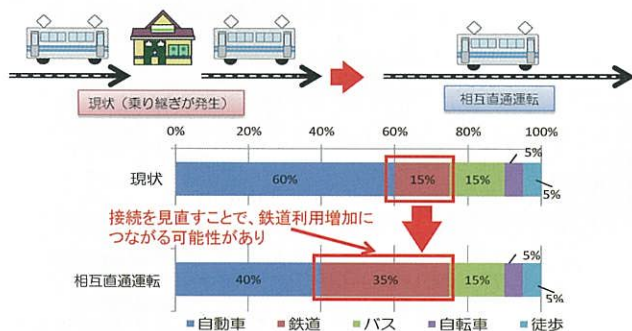 現状（乗り継ぎが発生）
相互直通運転
0% 20% 40% 60% 80% 100%
5%
現状 60% 15% 15%
5%
接続を見直すことで、鉄道利用増加に
つながる可能性があり
5%
相互直通運転 40% 35% 15%
5%
自動車 鉄道 バス 自転車 徒歩